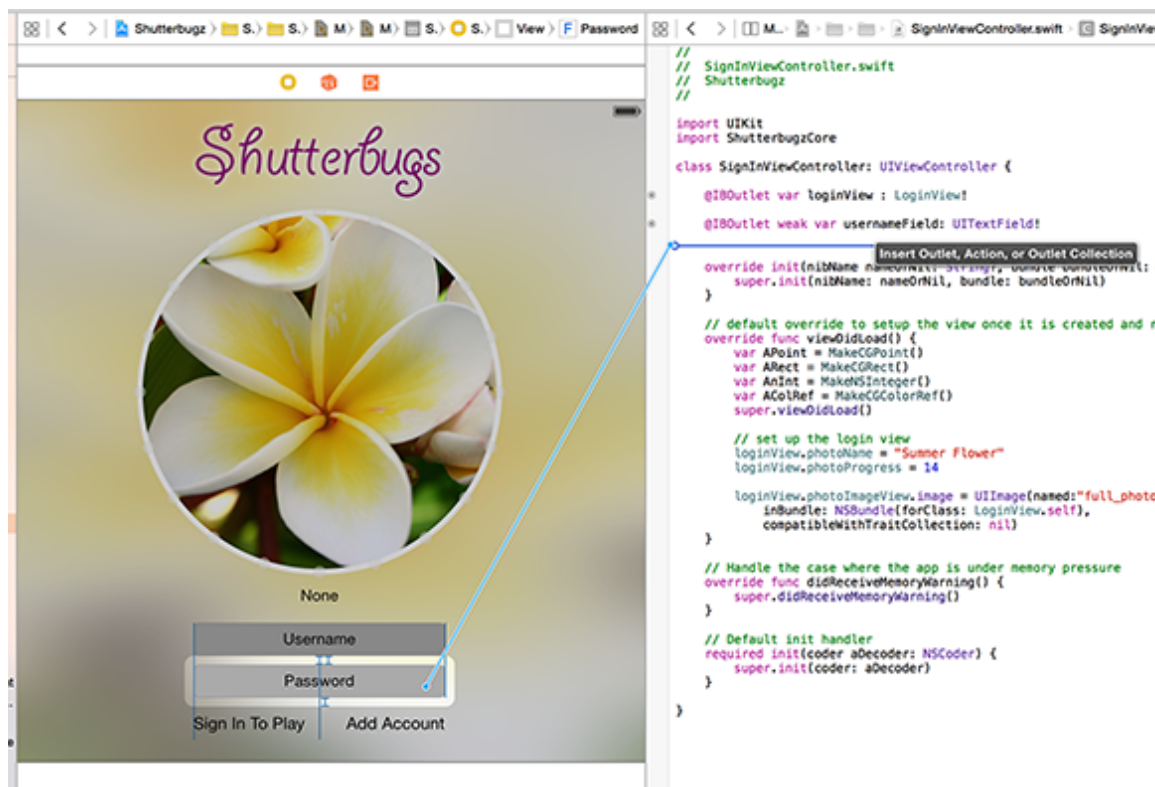 Shutterbugz S.) S.) M) M) S.) S.) View F Password
M.. SignInViewController.swift SignInVie
Shutterbugs
None
Username
Password
Sign In To Play Add Account
//
// SignInViewController.swift
// Shutterbugz
//
import UIKit
import ShutterbugzCore
class SignInViewController: UIViewController {
@IBOutlet var loginView : LoginView!
@IBOutlet weak var usernameField: UITextField!
Insert Outlet, Action, or Outlet Collection
override init(nibName nameOrNil: String!, bundle bundleOrNil:
super.init(nibName: nameOrNil, bundle: bundleOrNil)
}
// default override to setup the view once it is created and r
override func viewDidLoad() {
var APoint = MakeCGPoint()
var ARect = MakeCGRect()
var AnInt = MakeNSInteger()
var AColRef = MakeCGColorRef()
super.viewDidLoad()
// set up the login view
loginView.photoName = "Summer Flower"
loginView.photoProgress = 14
loginView.photoImageView.image = UIImage(named:"full_photo
inBundle: NSBundle(forClass: LoginView.self),
compatibleWithTraitCollection: nil)
}
// Handle the case where the app is under memory pressure
override func didReceiveMemoryWarning() {
super.didReceiveMemoryWarning()
}
// Default init handler
required init(coder aDecoder: NSCoder) {
super.init(coder: aDecoder)
}
}